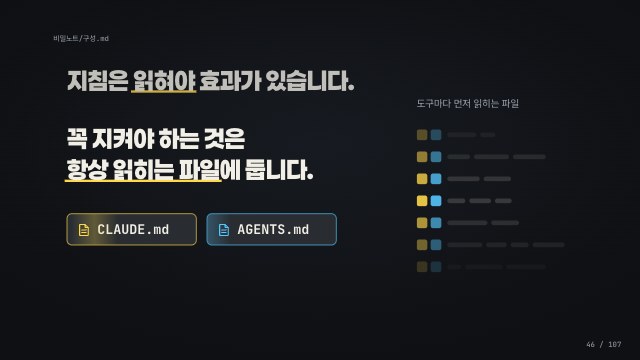 비밀노트/구성.md
지침은 읽혀야 효과가 있습니다.
꼭 지켜야 하는 것은
항상 읽히는 파일에 둡니다.
CLAUDE.md
AGENTS.md
도구마다 먼저 읽히는 파일
46 / 107